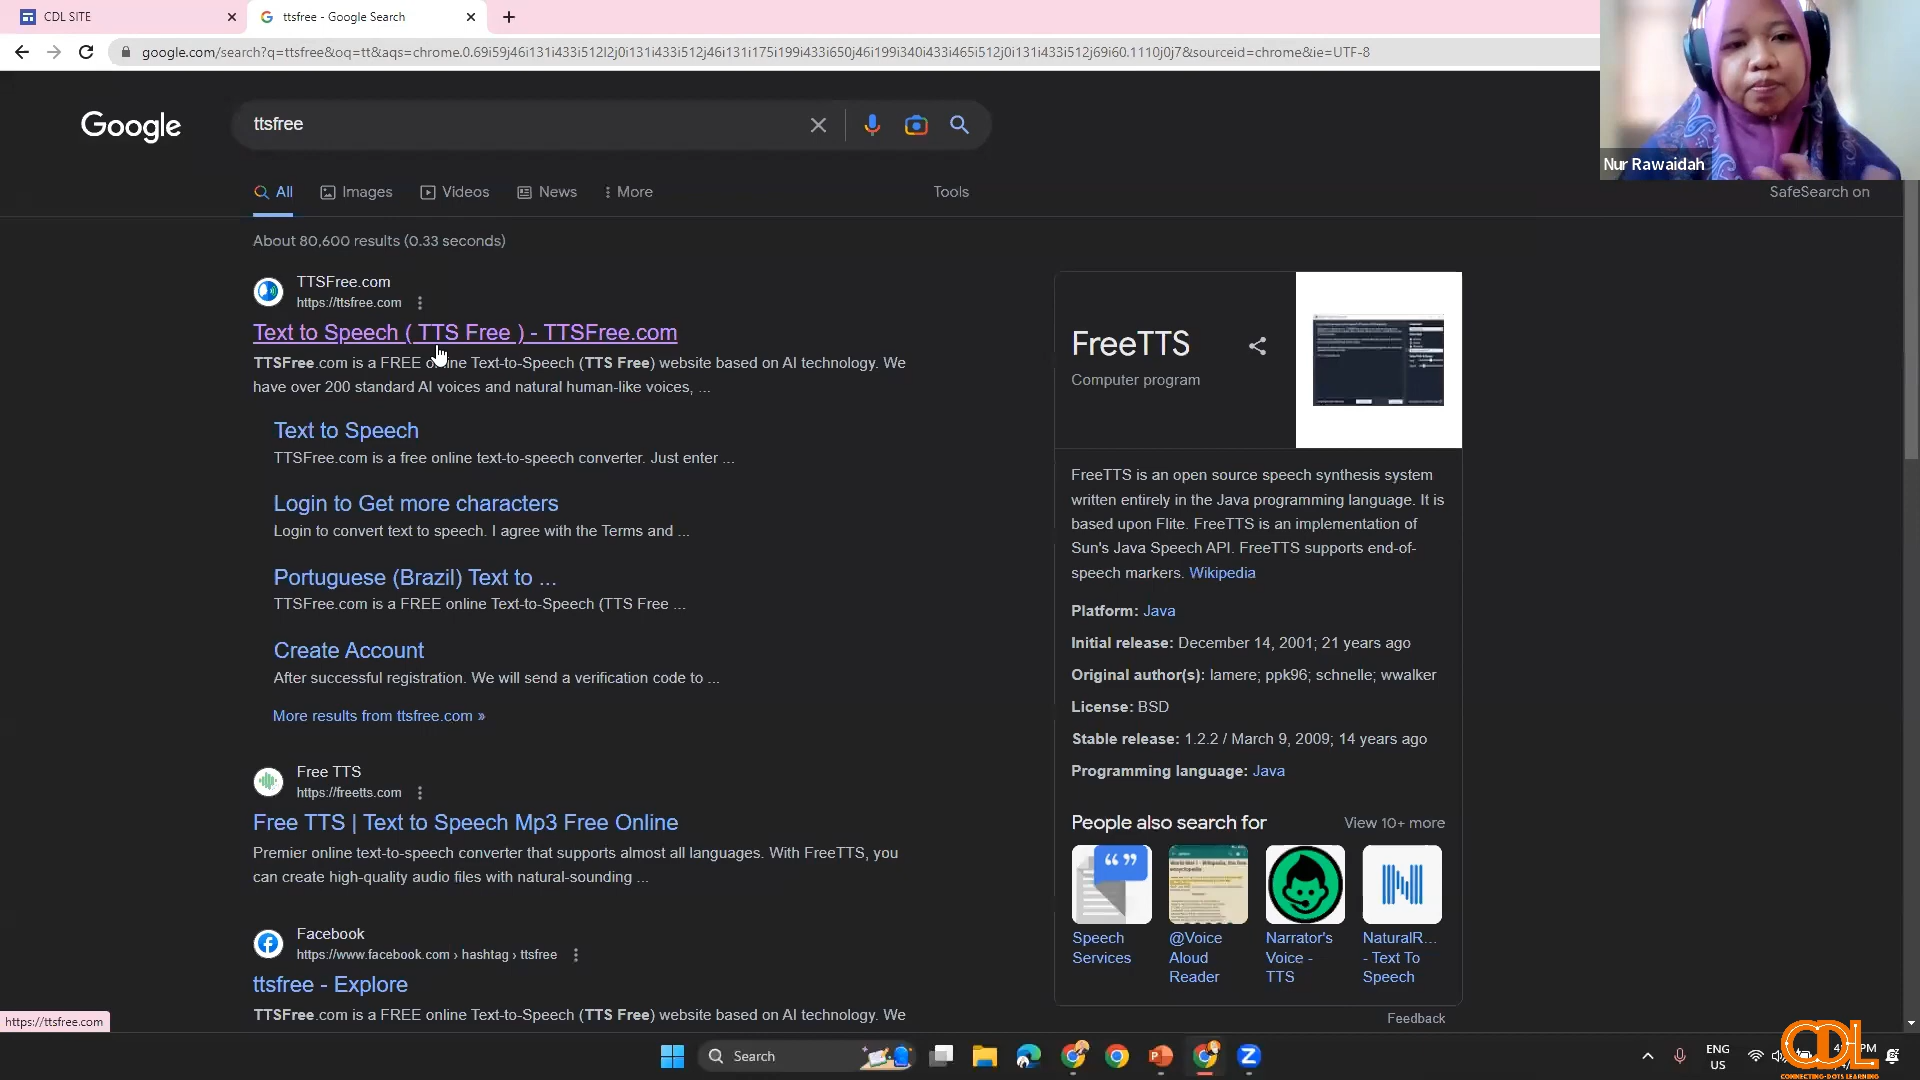 CDL SITE
ttsfree - Google Search
google.com/search?q=ttsfree&oq=tt&aqs=chrome.0.69i59j46i131i433i512l2j0i131i433i512j46i131i175i199i433i650j46i199i340i433i465i512j0i131i433i512j69i60.1110j0j7&sourceid=chrome&ie=UTF-8
Nur Rawaidah
Google
ttsfree
All
Images
Videos
News
More
Tools
SafeSearch on
About 80,600 results (0.33 seconds)
TTSFree.com
https://ttsfree.com
Text to Speech ( TTS Free ) - TTSFree.com
TTSFree.com is a FREE online Text-to-Speech (TTS Free) website based on AI technology. We
have over 200 standard AI voices and natural human-like voices, ...
Text to Speech
TTSFree.com is a free online text-to-speech converter. Just enter ...
Login to Get more characters
Login to convert text to speech. I agree with the Terms and ...
Portuguese (Brazil) Text to ...
TTSFree.com is a FREE online Text-to-Speech (TTS Free ...
Create Account
After successful registration. We will send a verification code to ...
More results from ttsfree.com »
Free TTS
https://freetts.com
Free TTS | Text to Speech Mp3 Free Online
Premier online text-to-speech converter that supports almost all languages. With FreeTTS, you
can create high-quality audio files with natural-sounding ...
Facebook
https://www.facebook.com › hashtag › ttsfree
ttsfree - Explore
TTSFree.com is a FREE online Text-to-Speech (TTS Free) website based on AI technology. We
FreeTTS
Computer program
FreeTTS is an open source speech synthesis system
written entirely in the Java programming language. It is
based upon Flite. FreeTTS is an implementation of
Sun's Java Speech API. FreeTTS supports end-of-
speech markers. Wikipedia
Platform: Java
Initial release: December 14, 2001; 21 years ago
Original author(s): lamere; ppk96; schnelle; wwalker
License: BSD
Stable release: 1.2.2 / March 9, 2009; 14 years ago
Programming language: Java
People also search for
View 10+ more
Speech
Services
@Voice
Aloud
Reader
Narrator's
Voice -
TTS
NaturalR...
- Text To
Speech
Feedback
https://ttsfree.com
Search
ENG
US
PM
CDL
CONNECTING-DOTS LEARNING